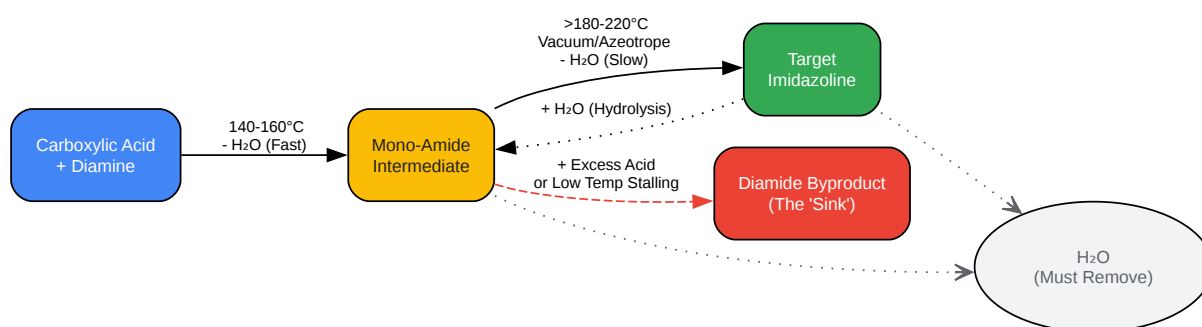 Carboxylic Acid
+ Diamine
140-160°C
- H₂O (Fast)
Mono-Amide
Intermediate
>180-220°C
Vacuum/Azeotrope
- H₂O (Slow)
+ H₂O (Hydrolysis)
Target
Imidazoline
+ Excess Acid
or Low Temp Stalling
Diamide Byproduct
(The 'Sink')
H₂O
(Must Remove)